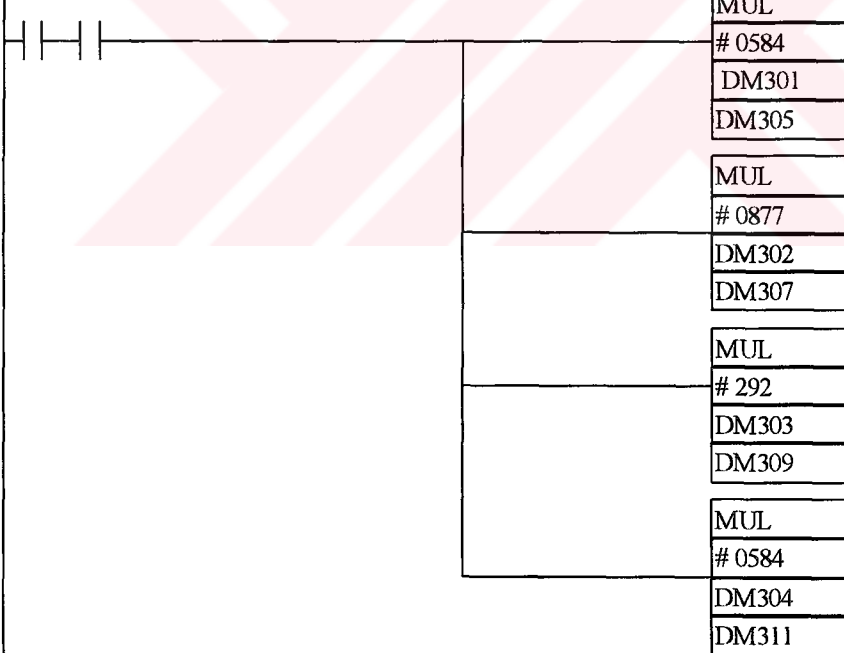 MUL
# 0584
DM301
DM305
MUL
# 0877
DM302
DM307
MUL
# 292
DM303
DM309
MUL
# 0584
DM304
DM311